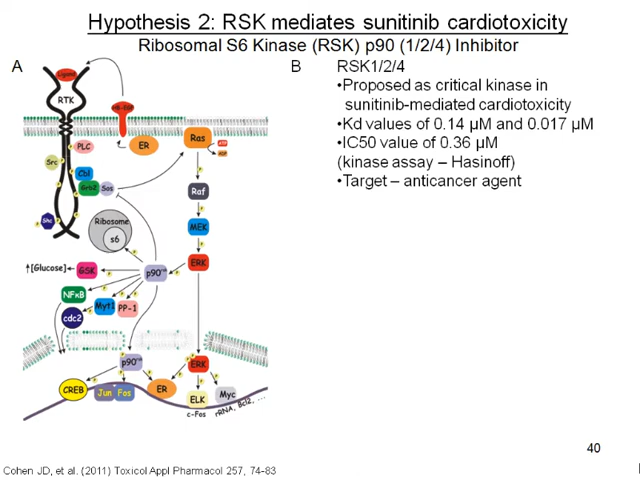 Hypothesis 2: RSK mediates sunitinib cardiotoxicity
Ribosomal S6 Kinase (RSK) p90 (1/2/4) Inhibitor
A
B
RSK1/2/4
•Proposed as critical kinase in
sunitinib-mediated cardiotoxicity
•Kd values of 0.14 µM and 0.017 µM
•IC50 value of 0.36 µM
(kinase assay – Hasinoff)
•Target – anticancer agent
Ligand
RTK
HB-EGF
PLC
ER
Ras
ATP
Src
Cbl
Grb2
Sos
Raf
Shc
Ribosome
s6
MEK
ERK
↑[Glucose]
GSK
p90
NFκB
Myt1
PP-1
cdc2
p90
ERK
CREB
Jun
Fos
ER
ELK
Myc
c-Fos
rRNA, Bcl2, ...
40
Cohen JD, et al. (2011) Toxicol Appl Pharmacol 257, 74-83